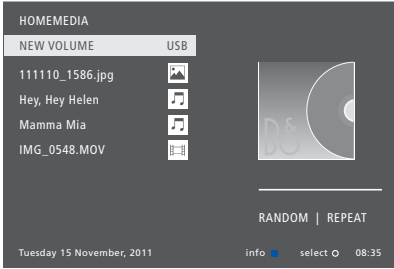 HOMEMEDIA
NEW VOLUME USB
111110_1586.jpg
Hey, Hey Helen
Mamma Mia
IMG_0548.MOV
B&O
RANDOM | REPEAT
Tuesday 15 November, 2011 info select 08:35